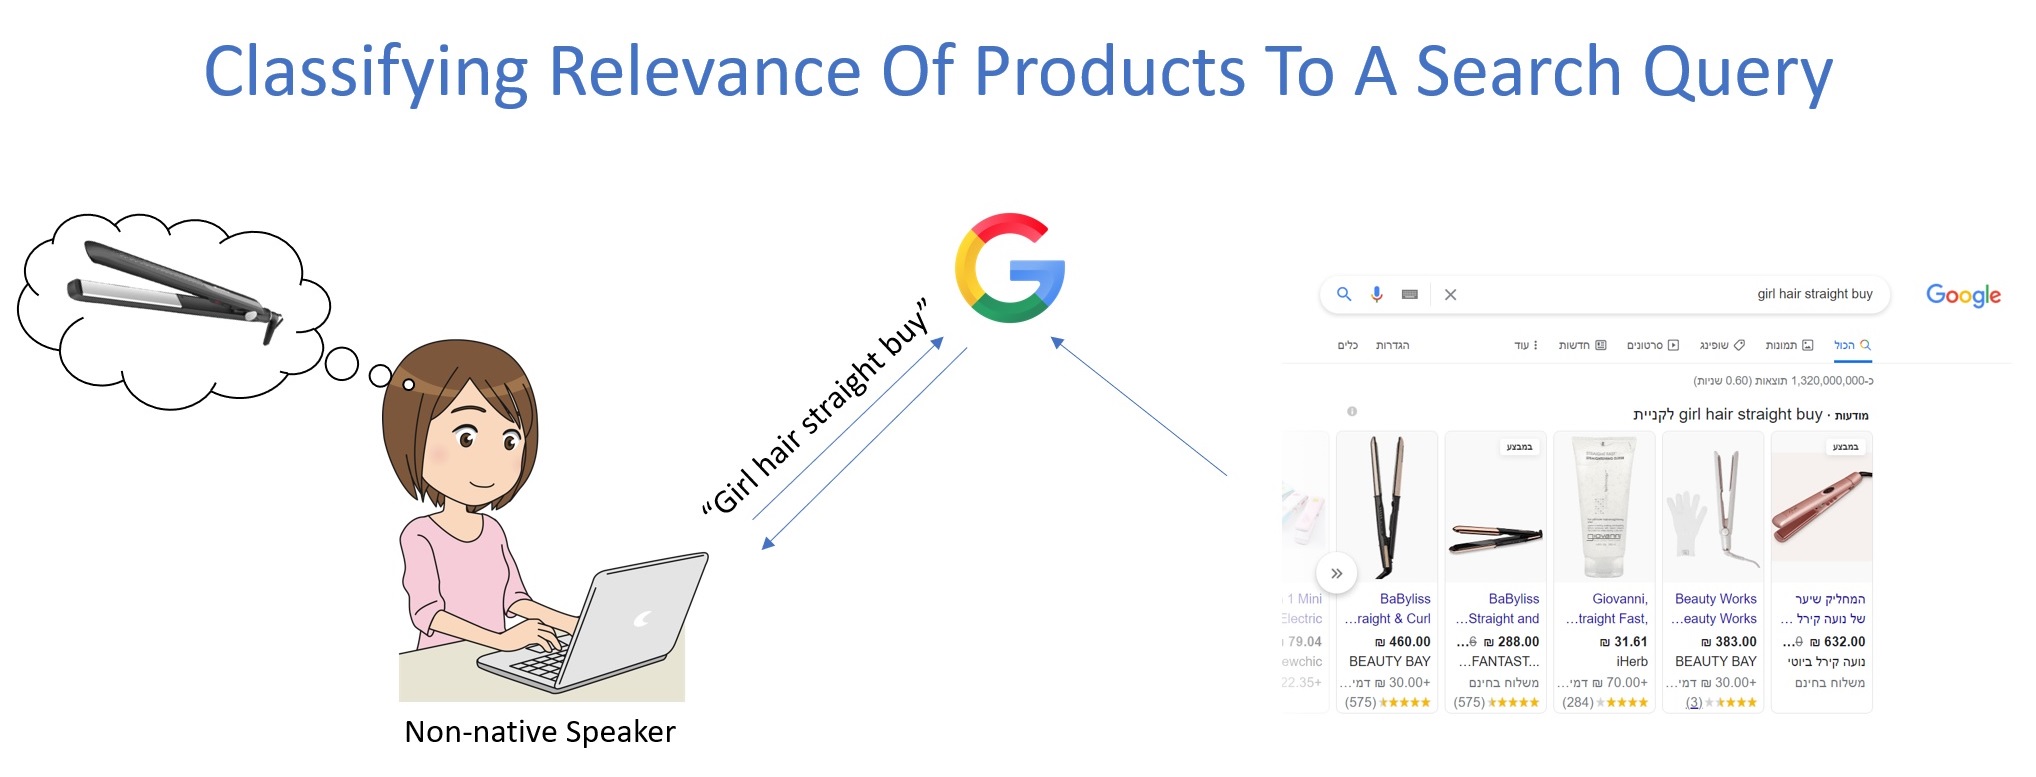 Classifying Relevance Of Products To A Search Query
"Girl hair straight buy"
Non-native Speaker
girl hair straight buy
Google
הכול תמונות שופינג סרטונים חדשות עוד הגדרות כלים
כ-1,320,000,000 תוצאות (0.60 שניות)
מודעות · girl hair straight buy לקניית
במבצע
המחליק שיער
של נועה קירל ...
₪ 632.00
נועה קירל ביוטי
משלוח בחינם
Beauty Works
...eauty Works
₪ 383.00
BEAUTY BAY
+₪ 30.00 דמי...
(3)
GIOVANNI
Giovanni,
...traight Fast,
₪ 31.61
iHerb
+₪ 70.00 דמי...
(284)
במבצע
BaByliss
...Straight and
₪ 288.00 6...
FANTAST...
משלוח בחינם
(575)
BaByliss
...raight & Curl
₪ 460.00
BEAUTY BAY
+₪ 30.00 דמי...
(575)
1 Mini
Electric
79.04
ewchic
22.35+